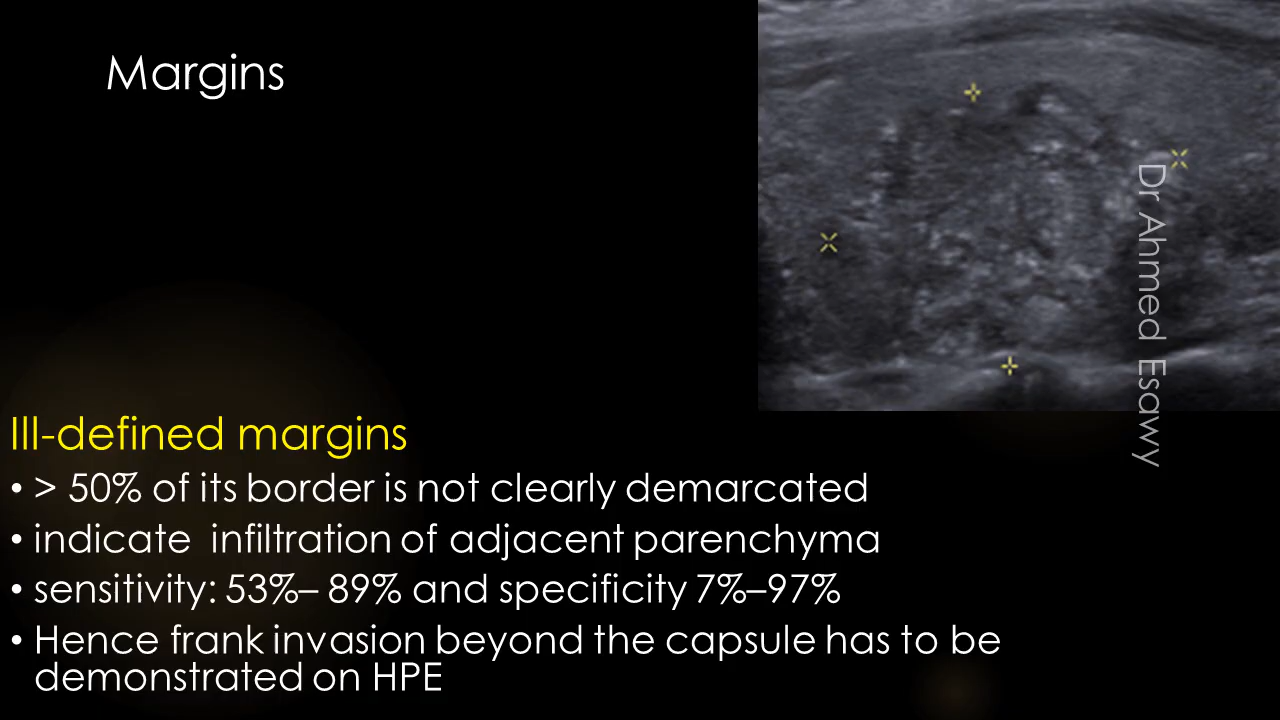 Margins
Dr Ahmed Esawy
Ill-defined margins
• > 50% of its border is not clearly demarcated
• indicate  infiltration of adjacent parenchyma
• sensitivity: 53%– 89% and specificity 7%–97%
• Hence frank invasion beyond the capsule has to be
demonstrated on HPE